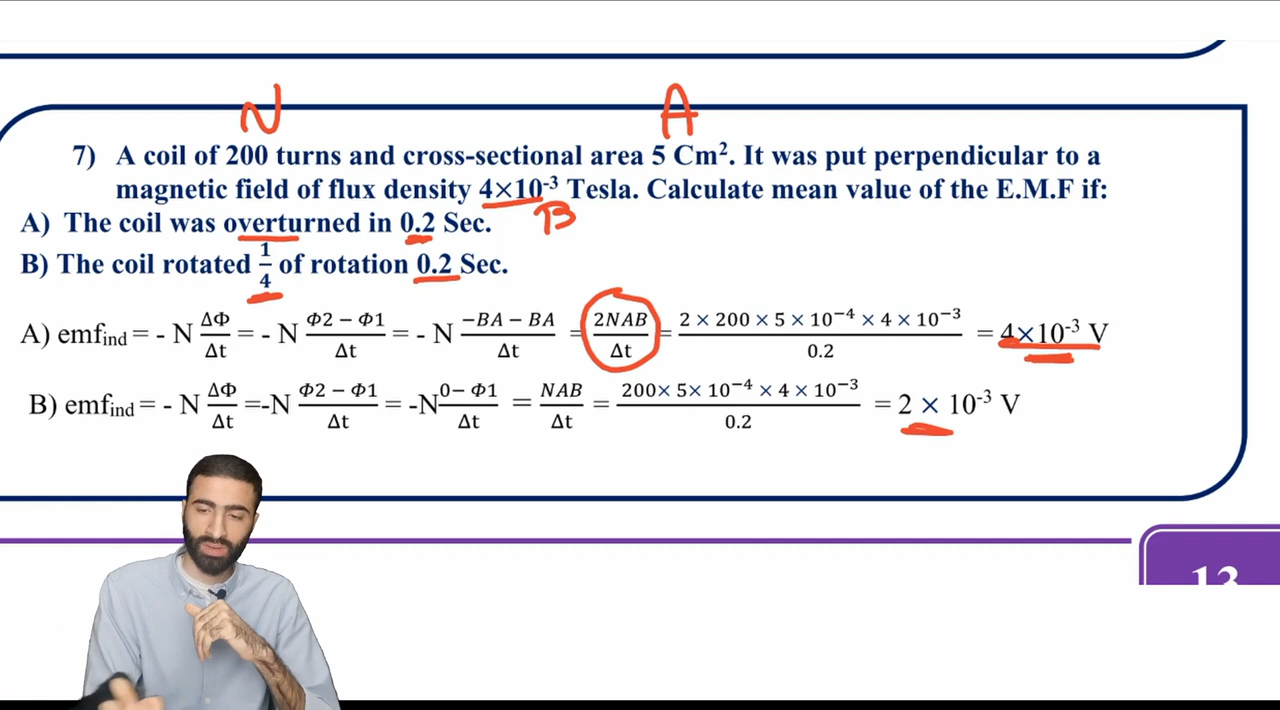 N A
7) A coil of 200 turns and cross-sectional area 5 Cm². It was put perpendicular to a
magnetic field of flux density 4×10⁻³ Tesla. Calculate mean value of the E.M.F if:
B
A) The coil was overturned in 0.2 Sec.
B) The coil rotated 1/4 of rotation 0.2 Sec.
A) emf_ind = - N ΔΦ/Δt = - N (Φ2 − Φ1)/Δt = - N (−BA − BA)/Δt = 2NAB/Δt = (2 × 200 × 5 × 10⁻⁴ × 4 × 10⁻³)/0.2 = 4×10⁻³ V
B) emf_ind = - N ΔΦ/Δt =-N (Φ2 − Φ1)/Δt = -N (0− Φ1)/Δt = NAB/Δt = (200× 5× 10⁻⁴ × 4 × 10⁻³)/0.2 = 2 × 10⁻³ V
13